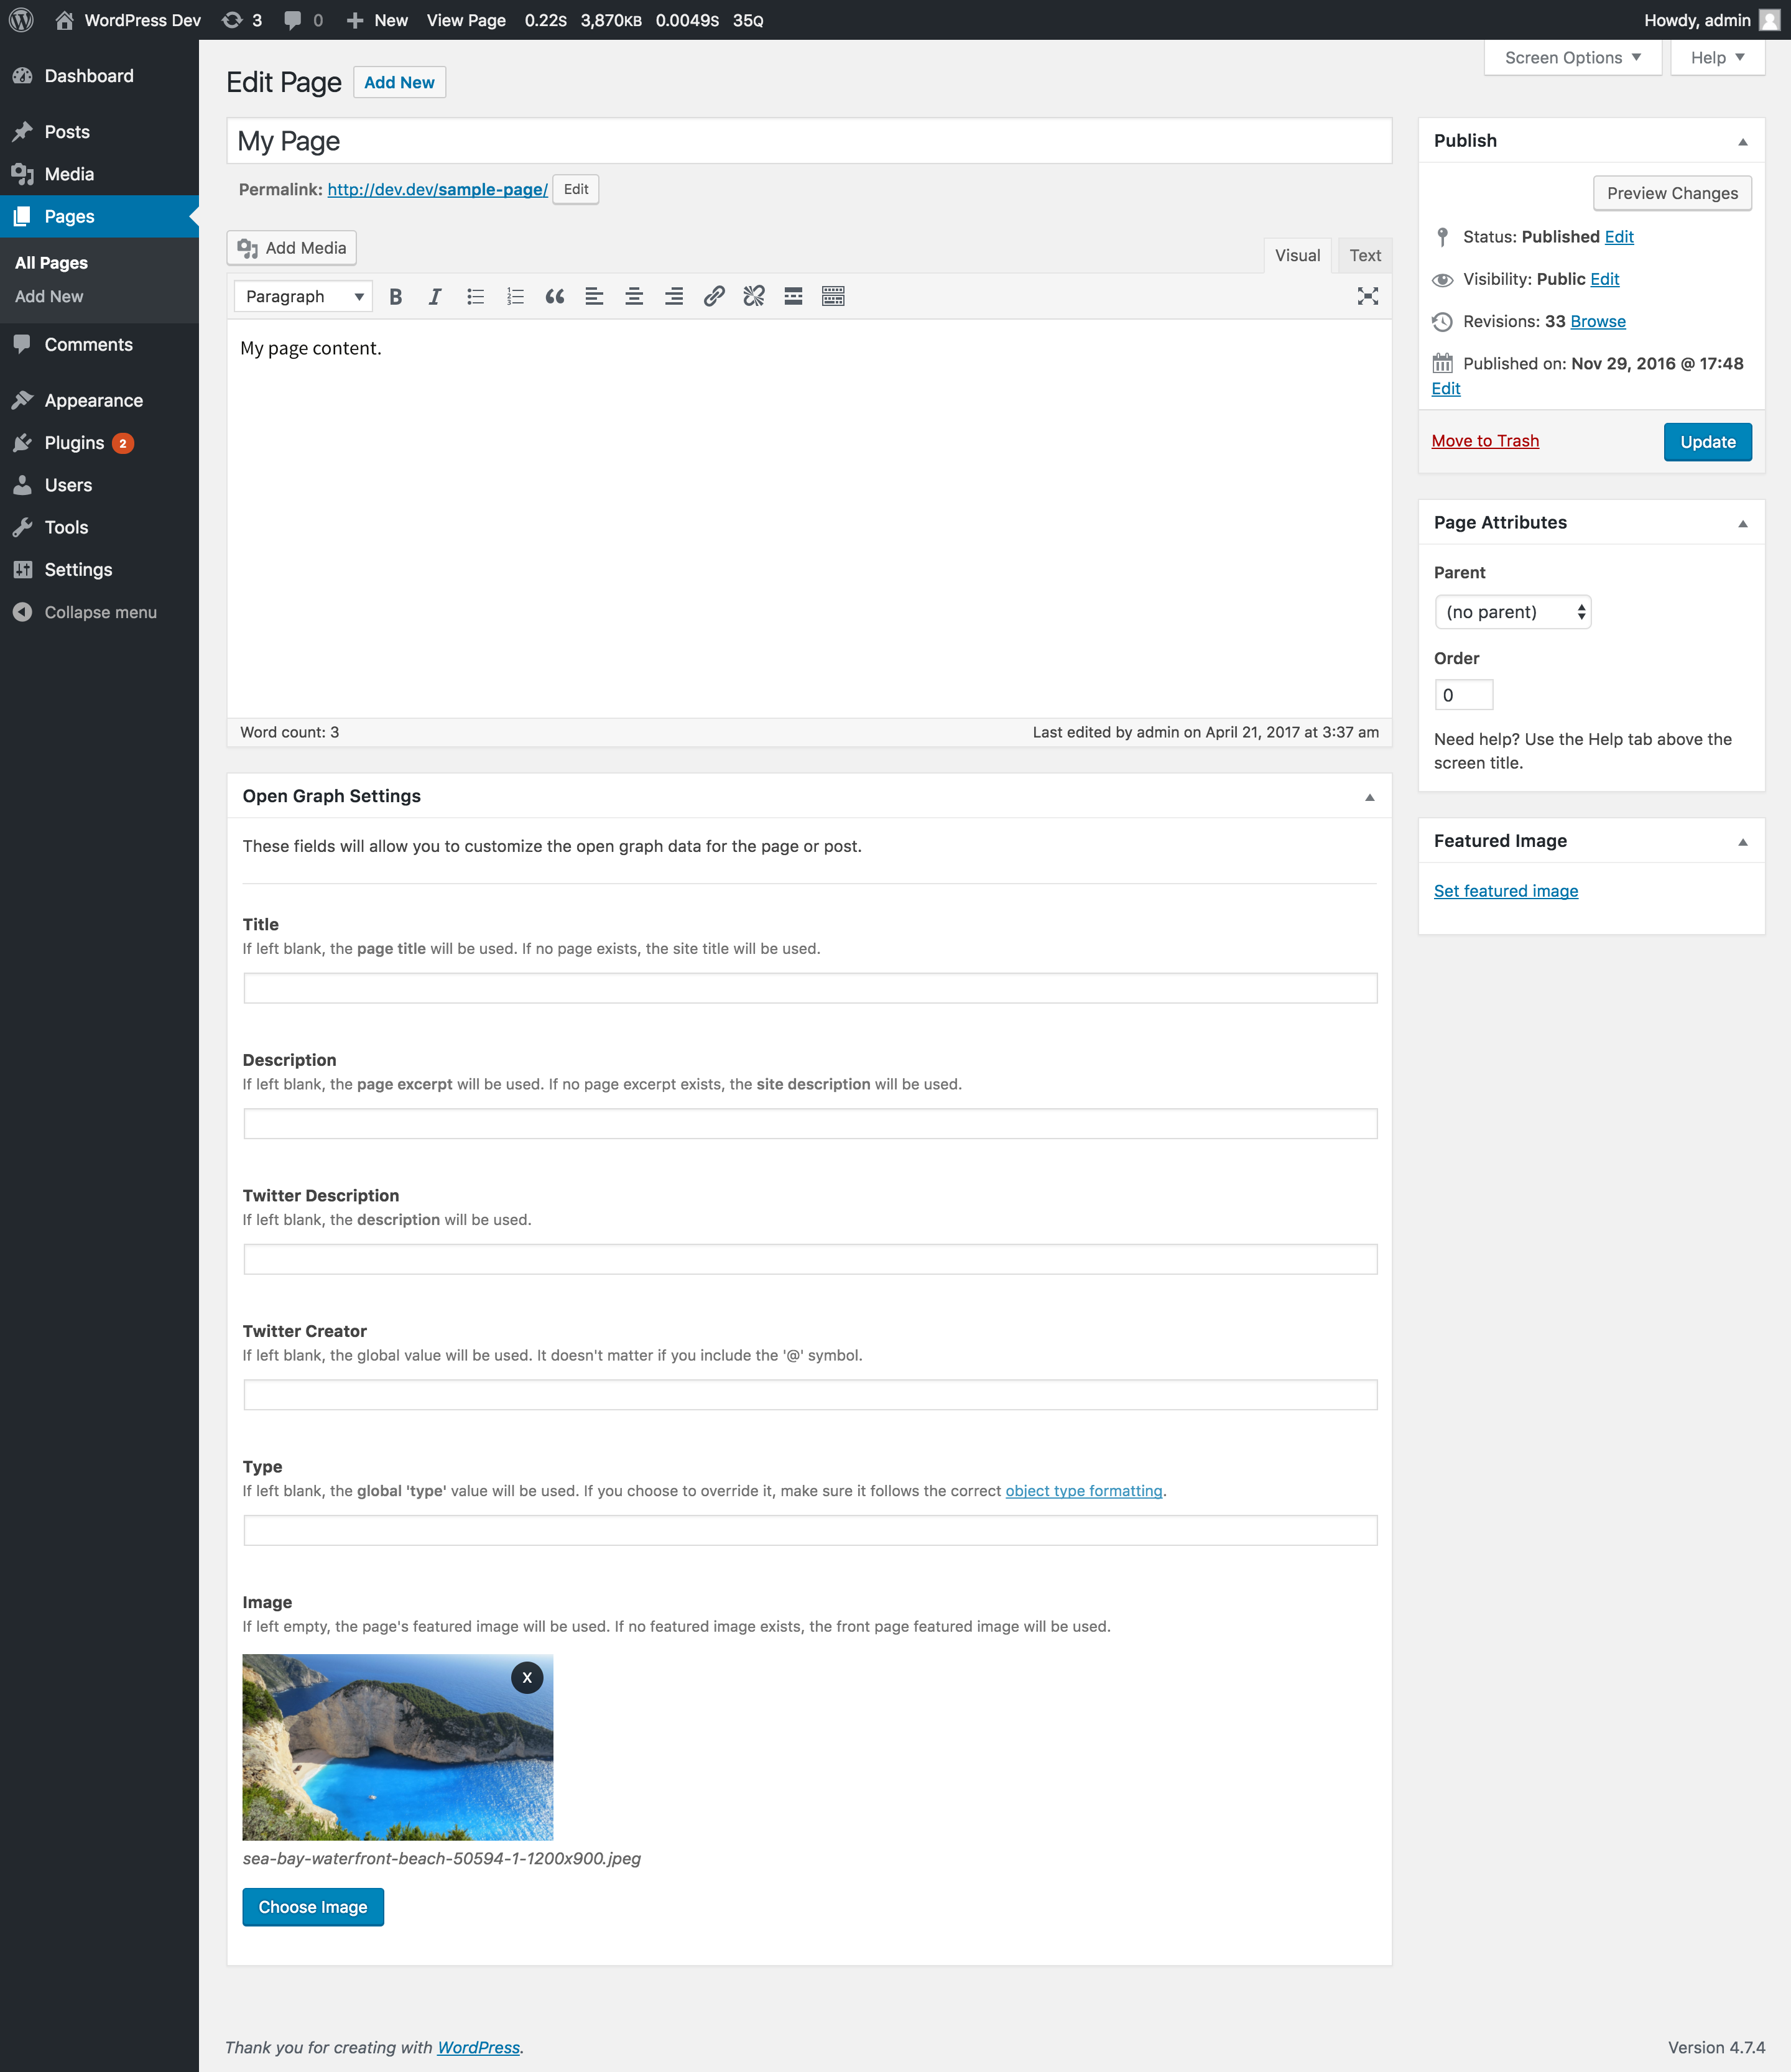 WordPress Dev 3 0 New View Page 0.22S 3,870KB 0.0049S 35Q Howdy, admin
Dashboard
Posts
Media
Pages
All Pages
Add New
Comments
Appearance
Plugins 2
Users
Tools
Settings
Collapse menu
Screen Options Help
Edit Page Add New
My Page
Permalink: http://dev.dev/sample-page/ Edit
Add Media
Visual Text
Paragraph
My page content.
Word count: 3 Last edited by admin on April 21, 2017 at 3:37 am
Open Graph Settings
These fields will allow you to customize the open graph data for the page or post.
Title
If left blank, the page title will be used. If no page exists, the site title will be used.
Description
If left blank, the page excerpt will be used. If no page excerpt exists, the site description will be used.
Twitter Description
If left blank, the description will be used.
Twitter Creator
If left blank, the global value will be used. It doesn't matter if you include the '@' symbol.
Type
If left blank, the global 'type' value will be used. If you choose to override it, make sure it follows the correct object type formatting.
Image
If left empty, the page's featured image will be used. If no featured image exists, the front page featured image will be used.
X
sea-bay-waterfront-beach-50594-1-1200x900.jpeg
Choose Image
Publish
Preview Changes
Status: Published Edit
Visibility: Public Edit
Revisions: 33 Browse
Published on: Nov 29, 2016 @ 17:48
Edit
Move to Trash Update
Page Attributes
Parent
(no parent)
Order
0
Need help? Use the Help tab above the
screen title.
Featured Image
Set featured image
Thank you for creating with WordPress. Version 4.7.4